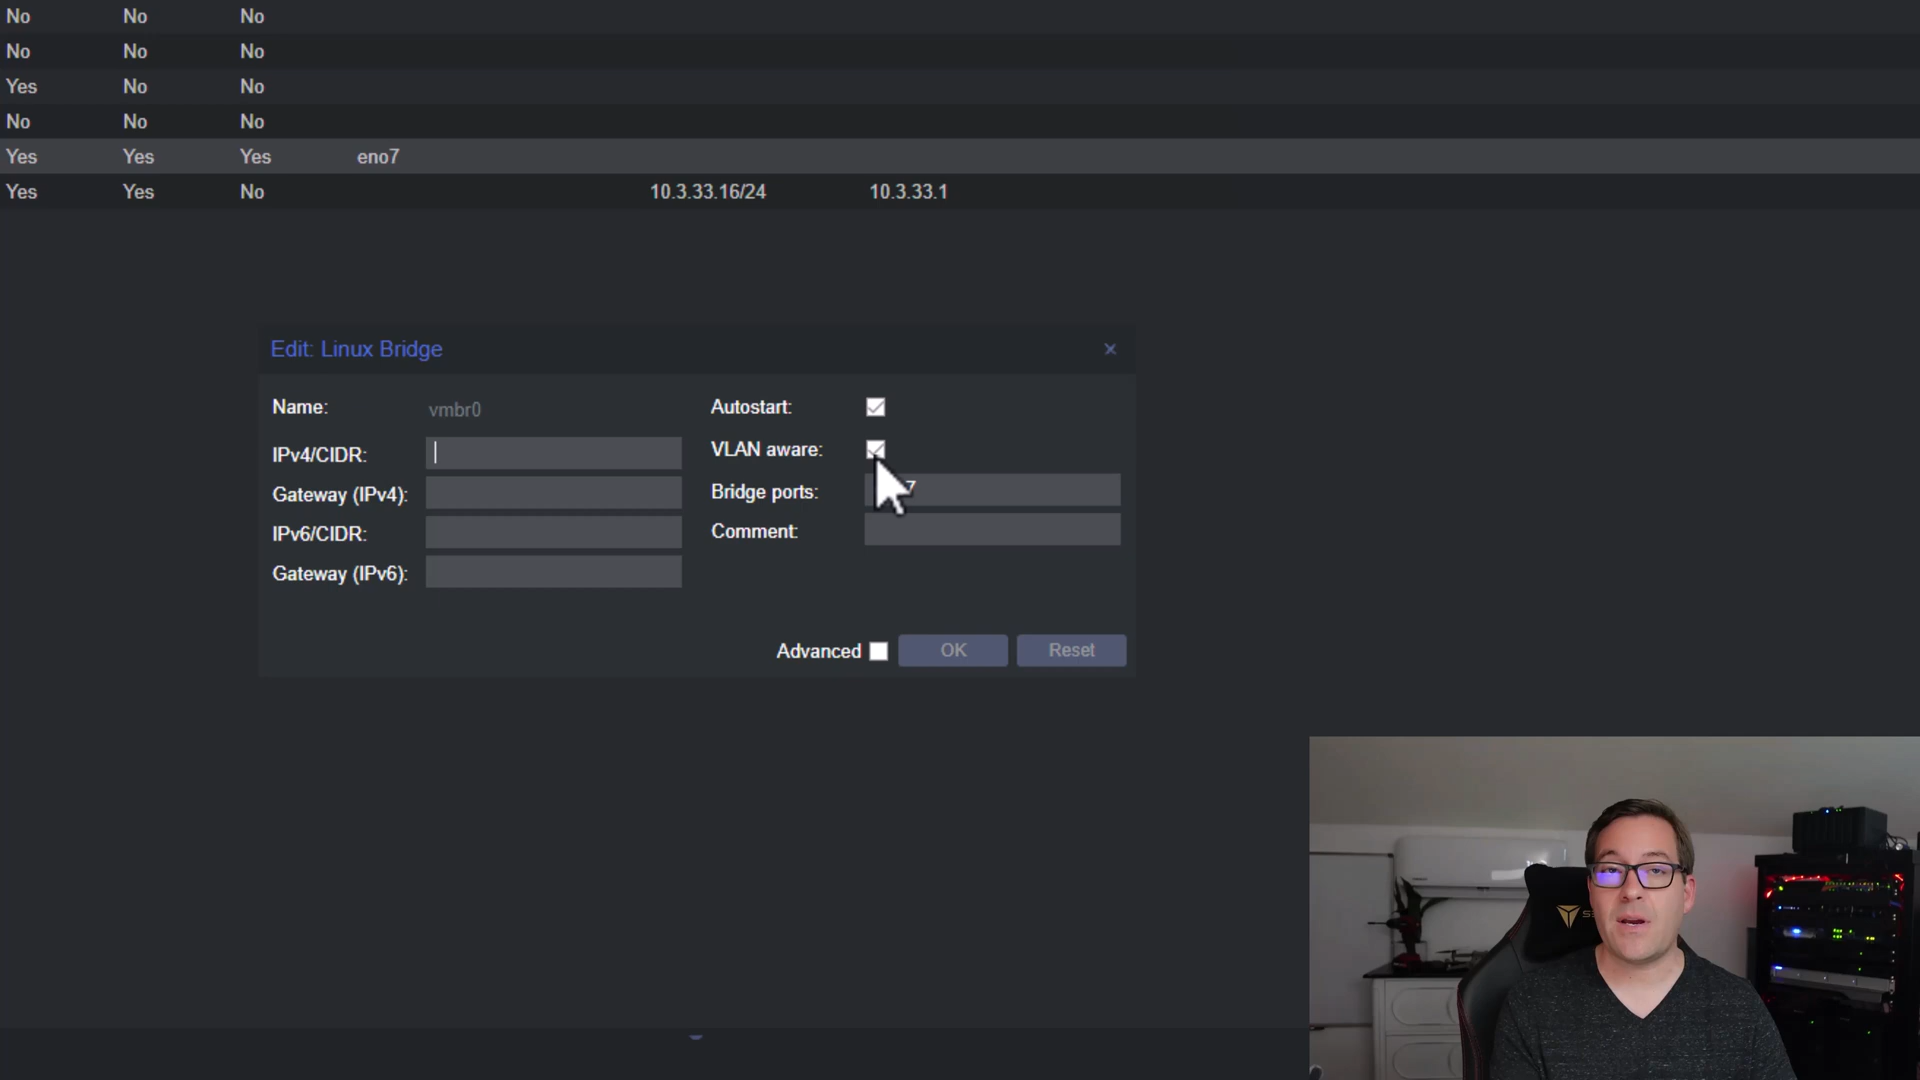 No No No
No No No
Yes No No
No No No
Yes Yes Yes eno7
Yes Yes No 10.3.33.16/24 10.3.33.1
Edit: Linux Bridge
Name: vmbr0
IPv4/CIDR:
Gateway (IPv4):
IPv6/CIDR:
Gateway (IPv6):
Autostart:
VLAN aware:
Bridge ports: 7
Comment:
Advanced OK Reset